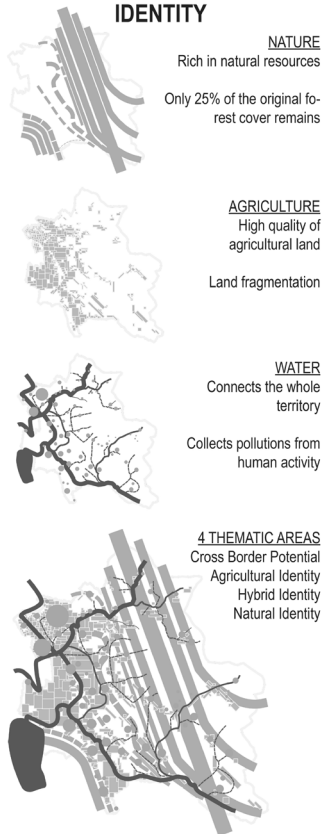 IDENTITY
NATURE
Rich in natural resources
Only 25% of the original fo-
rest cover remains
AGRICULTURE
High quality of
agricultural land
Land fragmentation
WATER
Connects the whole
territory
Collects pollutions from
human activity
4 THEMATIC AREAS
Cross Border Potential
Agricultural Identity
Hybrid Identity
Natural Identity